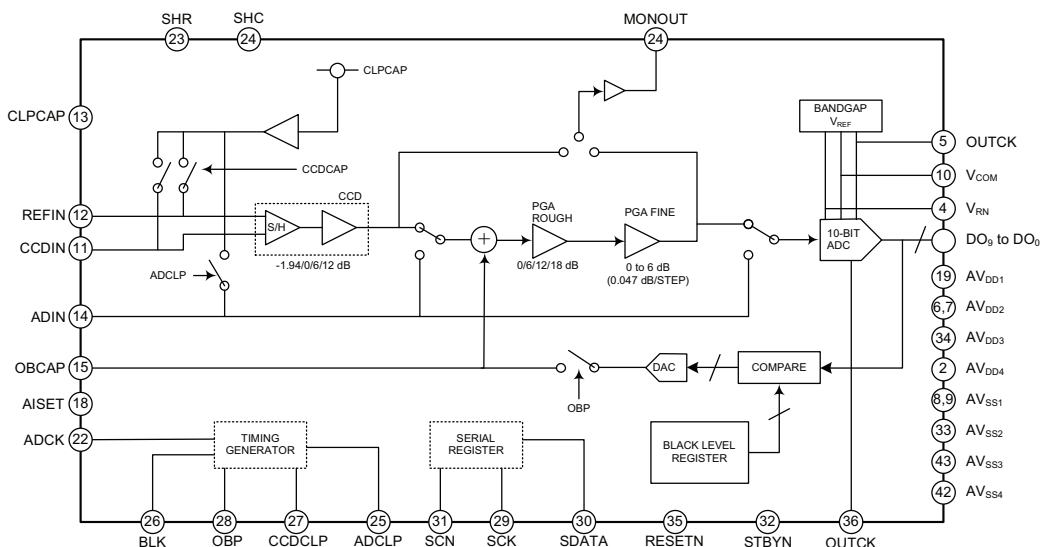 SHR
SHC
MONOUT
23
24
24
CLPCAP
CLPCAP
13
BANDGAP
VREF
5
OUTCK
CCDCAP
10
VCOM
CCD
REFIN
12
PGA
ROUGH
PGA FINE
4
VRN
S/H
+
10-BIT
ADC
DO9 to DO0
CCDIN
11
-1.94/0/6/12 dB
0/6/12/18 dB
0 to 6 dB
(0.047 dB/STEP)
ADCLP
19
AVDD1
ADIN
14
6,7
AVDD2
34
AVDD3
OBCAP
15
DAC
COMPARE
2
AVDD4
AISET
18
OBP
8,9
AVSS1
ADCK
22
TIMING
GENERATOR
SERIAL
REGISTER
BLACK LEVEL
REGISTER
33
AVSS2
43
AVSS3
42
AVSS4
26
28
27
25
31
29
30
35
32
36
BLK
OBP
CCDCLP
ADCLP
SCN
SCK
SDATA
RESETN
STBYN
OUTCK